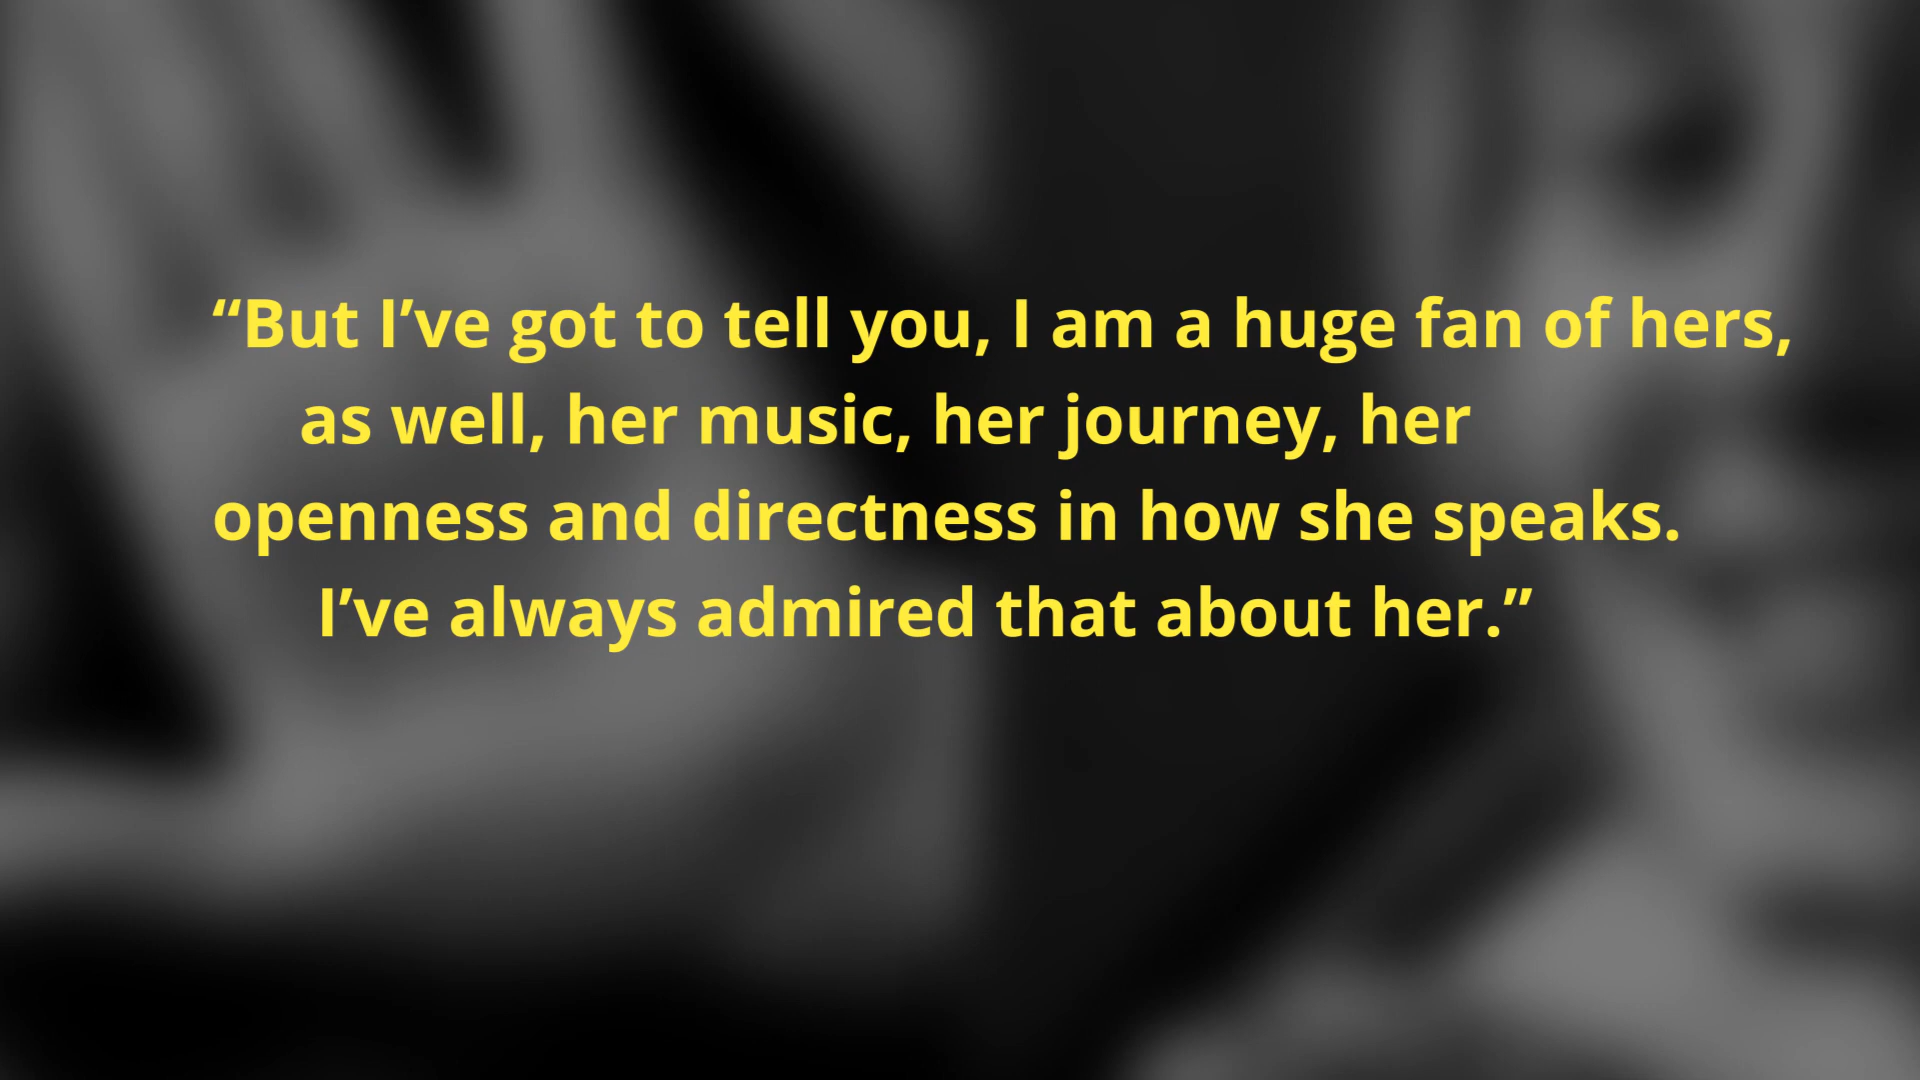 “But I’ve got to tell you, I am a huge fan of hers,
as well, her music, her journey, her
openness and directness in how she speaks.
I’ve always admired that about her.”